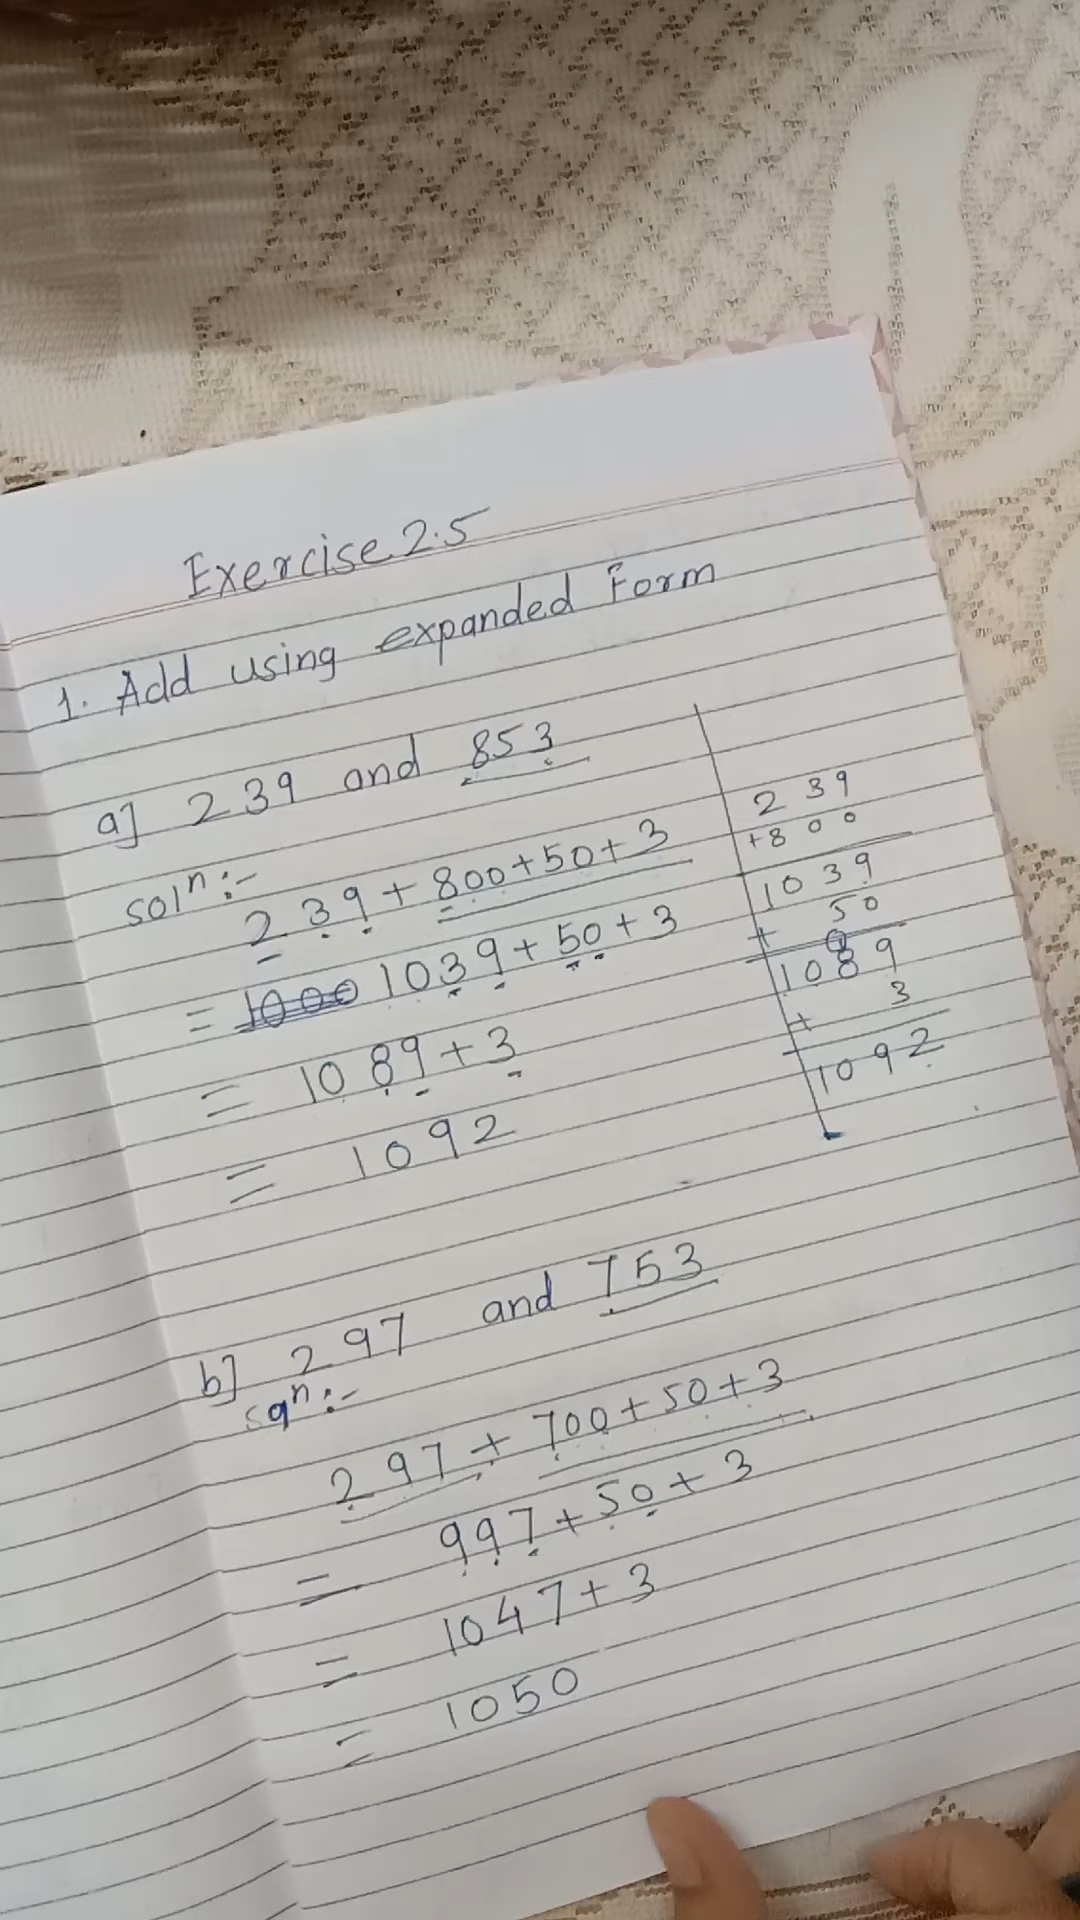 Exercise 2.5
1. Add using expanded Form
a] 239 and 853
soln :-
239 + 800 + 50 + 3
= 1000 1039 + 50 + 3
= 1089 + 3
= 1092
239
+800
1039
+ 50
1089
+ 3
1092
b] 297 and 753
son :-
297 + 700 + 50 + 3
= 997 + 50 + 3
= 1047 + 3
= 1050